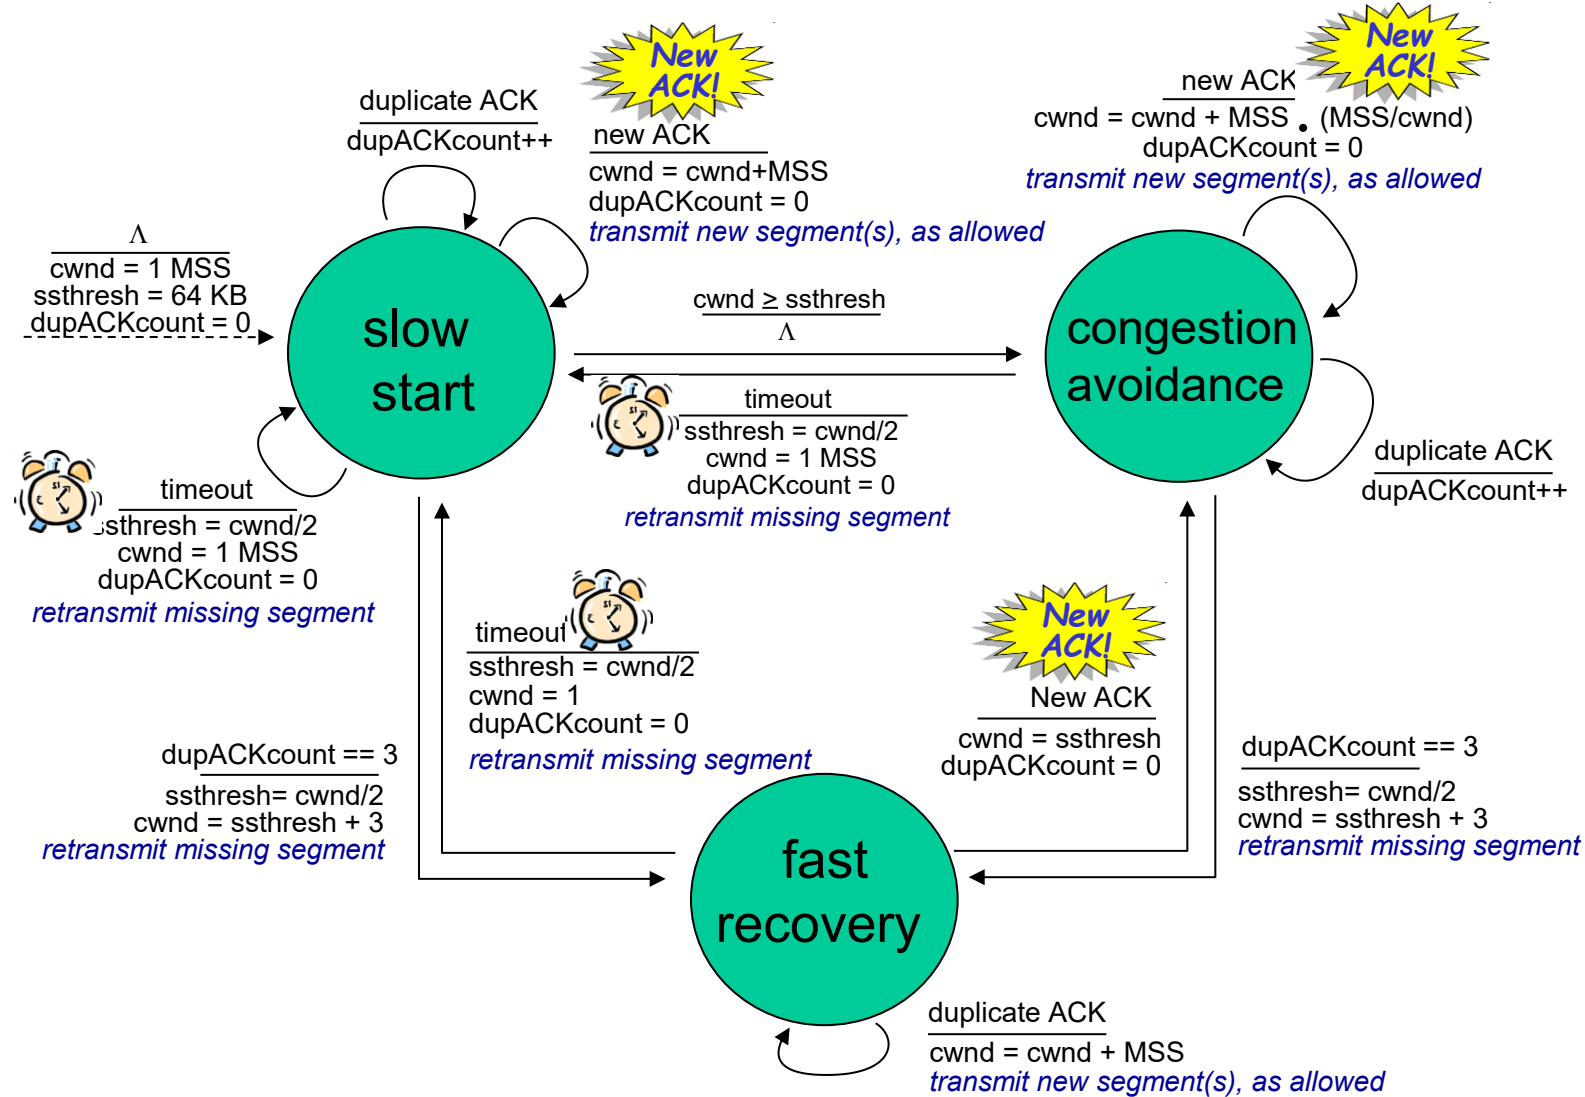 New
ACK!
New
ACK!
duplicate ACK
dupACKcount++
new ACK
cwnd = cwnd+MSS
dupACKcount = 0
transmit new segment(s), as allowed
new ACK
cwnd = cwnd + MSS • (MSS/cwnd)
dupACKcount = 0
transmit new segment(s), as allowed
Λ
cwnd = 1 MSS
ssthresh = 64 KB
dupACKcount = 0
slow
start
cwnd ≥ ssthresh
Λ
congestion
avoidance
timeout
ssthresh = cwnd/2
cwnd = 1 MSS
dupACKcount = 0
retransmit missing segment
duplicate ACK
dupACKcount++
timeout
ssthresh = cwnd/2
cwnd = 1 MSS
dupACKcount = 0
retransmit missing segment
timeout
ssthresh = cwnd/2
cwnd = 1
dupACKcount = 0
retransmit missing segment
New
ACK!
New ACK
cwnd = ssthresh
dupACKcount = 0
dupACKcount == 3
ssthresh= cwnd/2
cwnd = ssthresh + 3
retransmit missing segment
dupACKcount == 3
ssthresh= cwnd/2
cwnd = ssthresh + 3
retransmit missing segment
fast
recovery
duplicate ACK
cwnd = cwnd + MSS
transmit new segment(s), as allowed